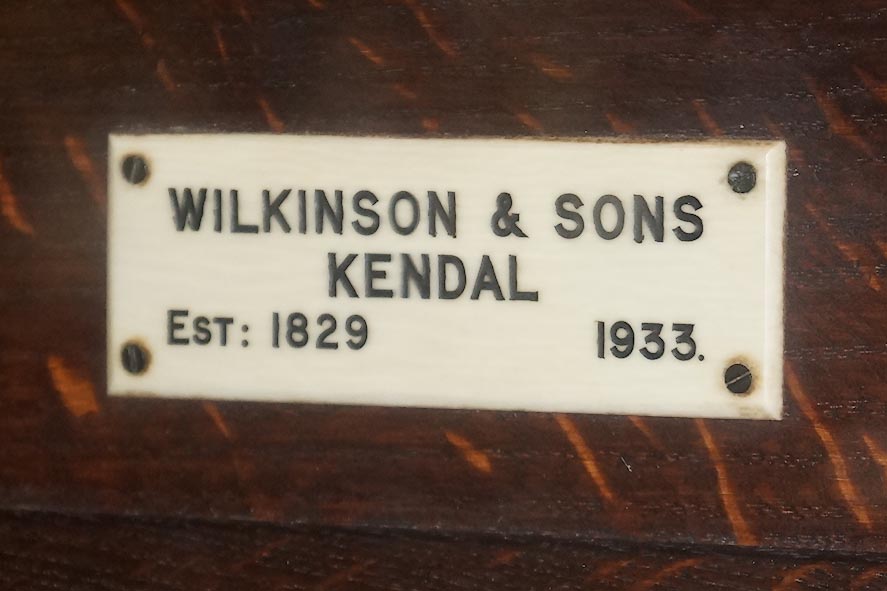 WILKINSON & SONS
KENDAL
EST: 1829 1933.